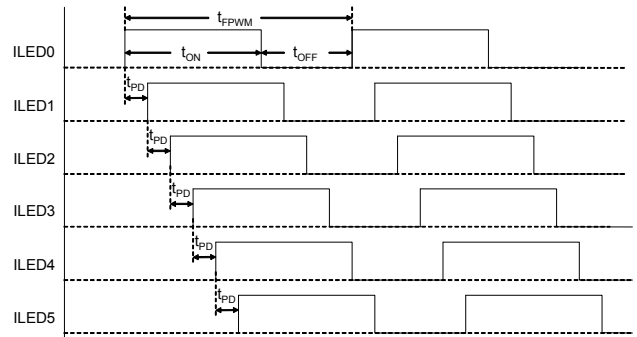 tFPWM
ILED0
tON
tOFF
tPD
ILED1
tPD
ILED2
tPD
ILED3
tPD
ILED4
tPD
ILED5